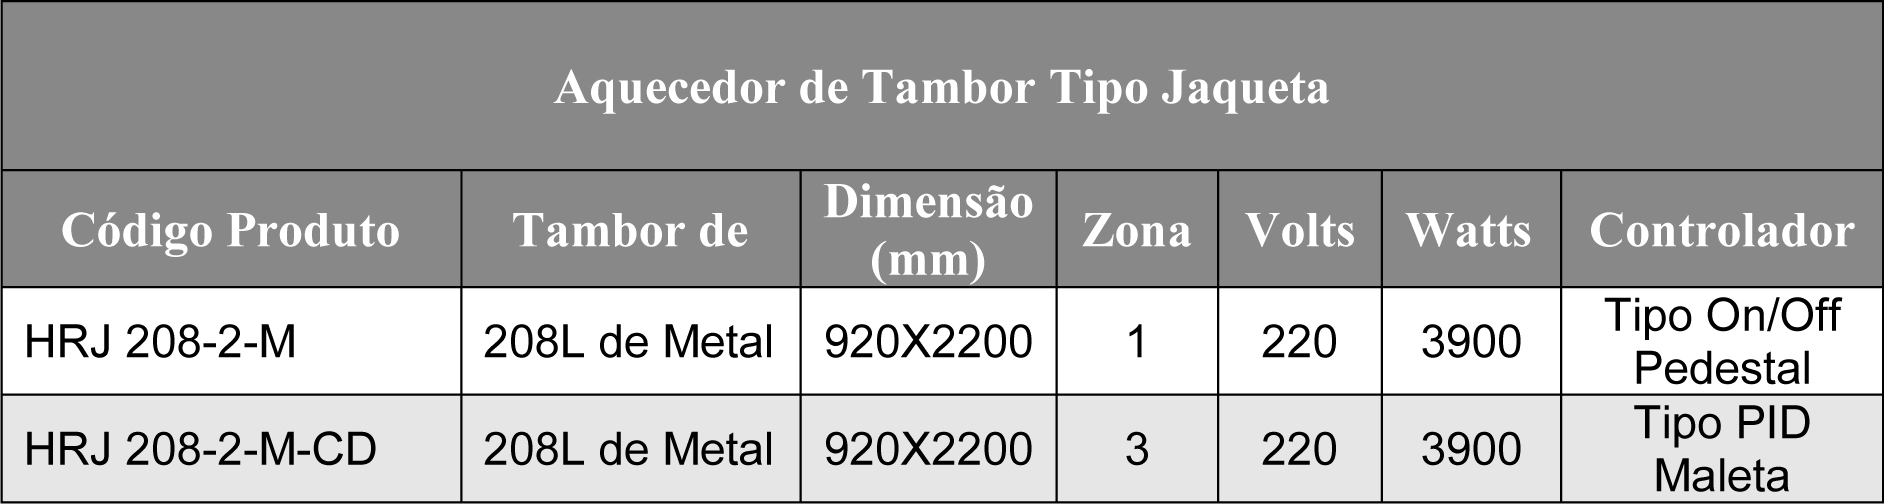 Aquecedor de Tambor Tipo Jaqueta
Código Produto Tambor de Dimensão (mm) Zona Volts Watts Controlador
HRJ 208-2-M 208L de Metal 920X2200 1 220 3900 Tipo On/Off Pedestal
HRJ 208-2-M-CD 208L de Metal 920X2200 3 220 3900 Tipo PID Maleta